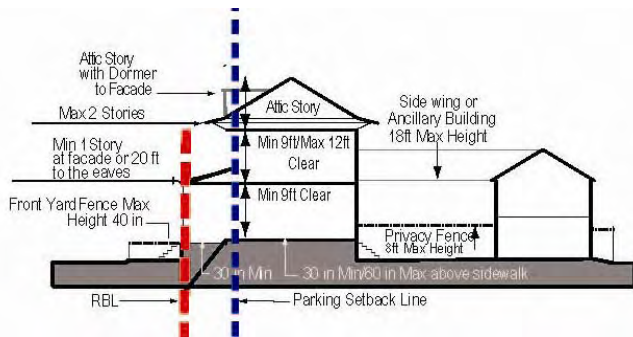 Attic Story
with Dormer
to Facade
Attic Story
Max 2 Stories
Side wing or
Ancillary Building
18ft Max Height
Min 1 Story
at facade or 20 ft
to the eaves
Min 9ft/Max 12ft
Clear
Min 9ft Clear
Front Yard Fence Max
Height 40 in
Privacy Fence
8ft Max Height
30 in Min
30 in Min/60 in Max above sidewalk
RBL
Parking Setback Line